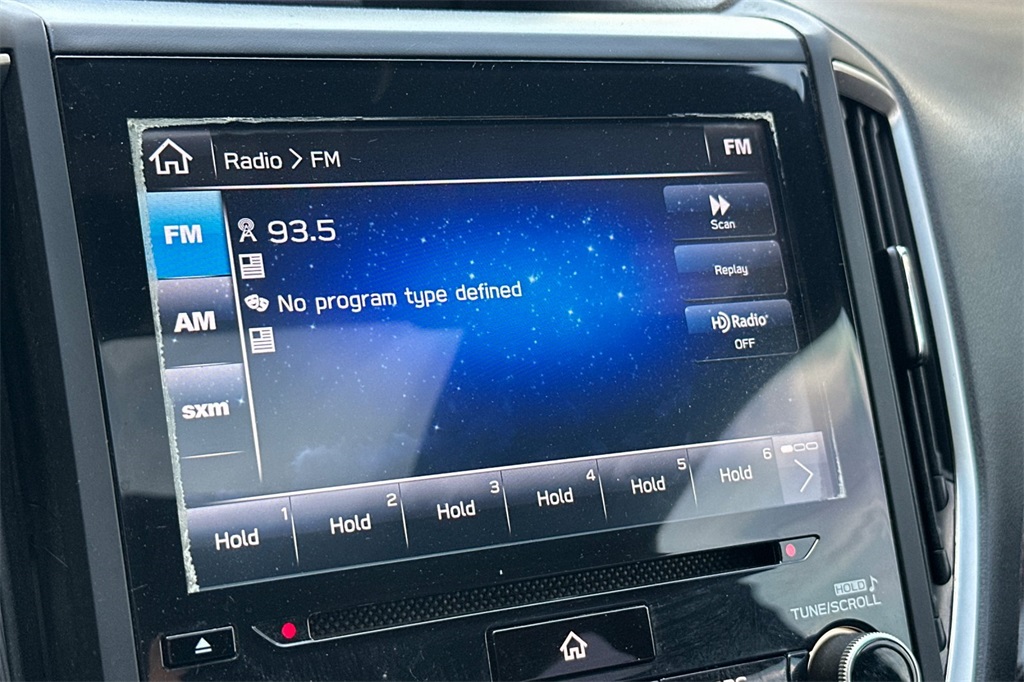 Radio > FM
FM
FM
93.5
Scan
Replay
No program type defined
AM
HD Radio
OFF
sxm
1 Hold
2 Hold
3 Hold
4 Hold
5 Hold
6 Hold
HOLD
TUNE/SCROLL